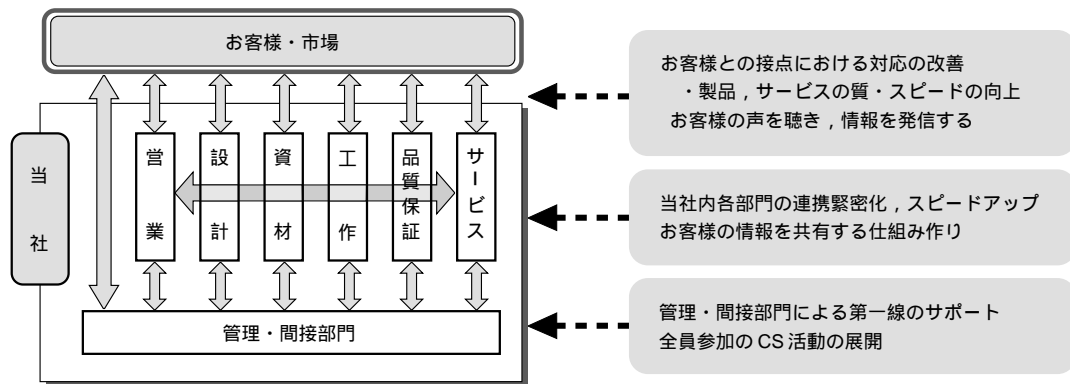 お客様・市場
お客様との接点における対応の改善
・製品，サービスの質・スピードの向上
お客様の声を聴き，情報を発信する
当社
営業
設計
資材
工作
品質保証
サービス
当社内各部門の連携緊密化，スピードアップ
お客様の情報を共有する仕組み作り
管理・間接部門
管理・間接部門による第一線のサポート
全員参加のCS活動の展開